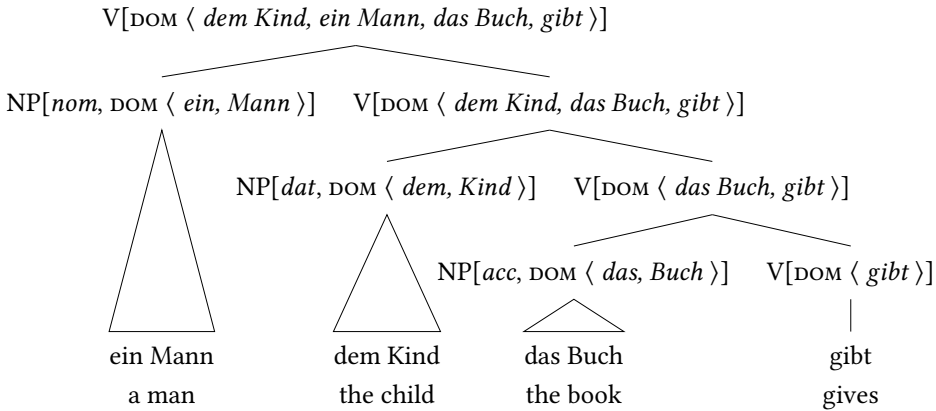 V[DOM ⟨ dem Kind, ein Mann, das Buch, gibt ⟩]
NP[nom, DOM ⟨ ein, Mann ⟩] V[DOM ⟨ dem Kind, das Buch, gibt ⟩]
NP[dat, DOM ⟨ dem, Kind ⟩] V[DOM ⟨ das Buch, gibt ⟩]
NP[acc, DOM ⟨ das, Buch ⟩] V[DOM ⟨ gibt ⟩]
ein Mann dem Kind das Buch gibt
a man the child the book gives